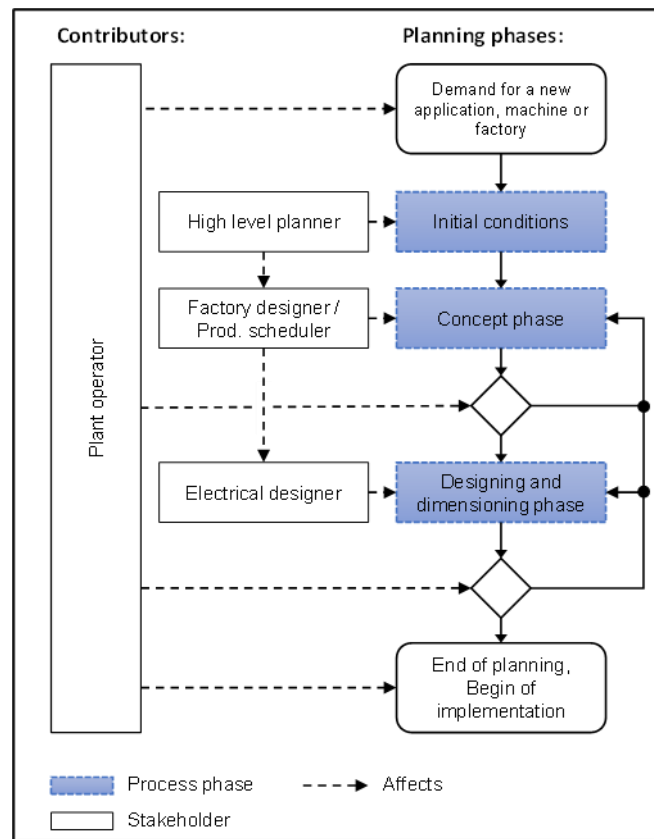 Contributors:
Planning phases:
Demand for a new
application, machine or
factory
High level planner
Initial conditions
Factory designer /
Prod. scheduler
Concept phase
Plant operator
Electrical designer
Designing and
dimensioning phase
End of planning,
Begin of
implementation
Process phase
Affects
Stakeholder